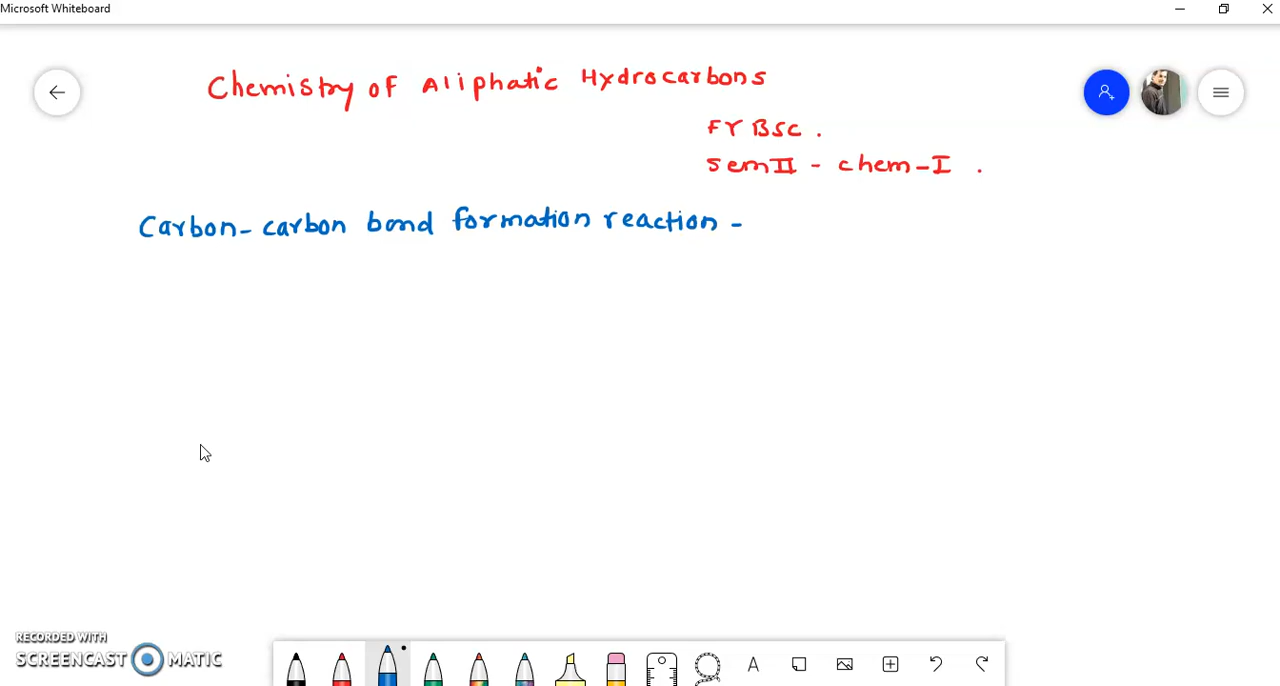 Microsoft Whiteboard
Chemistry of Aliphatic Hydrocarbons
FY BSc .
Sem II - chem-I .
Carbon-carbon bond formation reaction -
RECORDED WITH
SCREENCAST MATIC
A